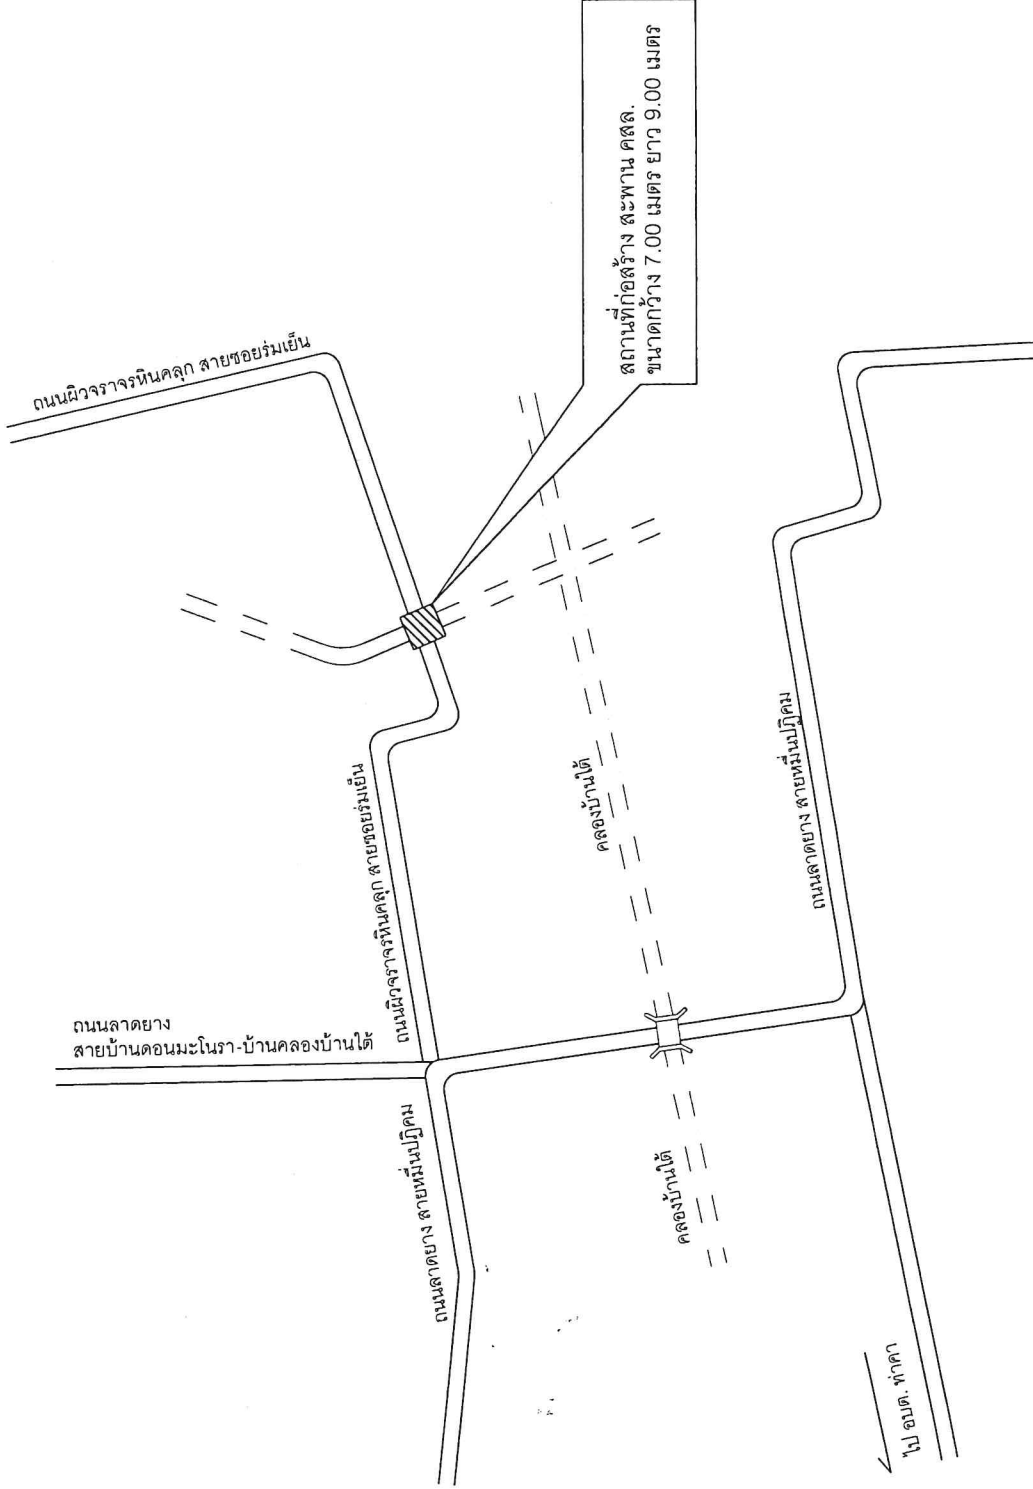 สถานที่ก่อสร้าง สะพาน คสล.
ขนาดกว้าง 7.00 เมตร ยาว 9.00 เมตร
ถนนผิวจราจรหินคลุก สายซอยร่มเย็น
ถนนผิวจราจรหินคลุก สายซอยร่มเย็น
คลองบ้านใต้
ถนนลาดยาง สายหมื่นปฏิคม
ถนนลาดยาง
สายบ้านดอนมะโนรา-บ้านคลองบ้านใต้
ถนนลาดยาง สายหมื่นปฏิคม
คลองบ้านใต้
ไป อบต. ท่าคา